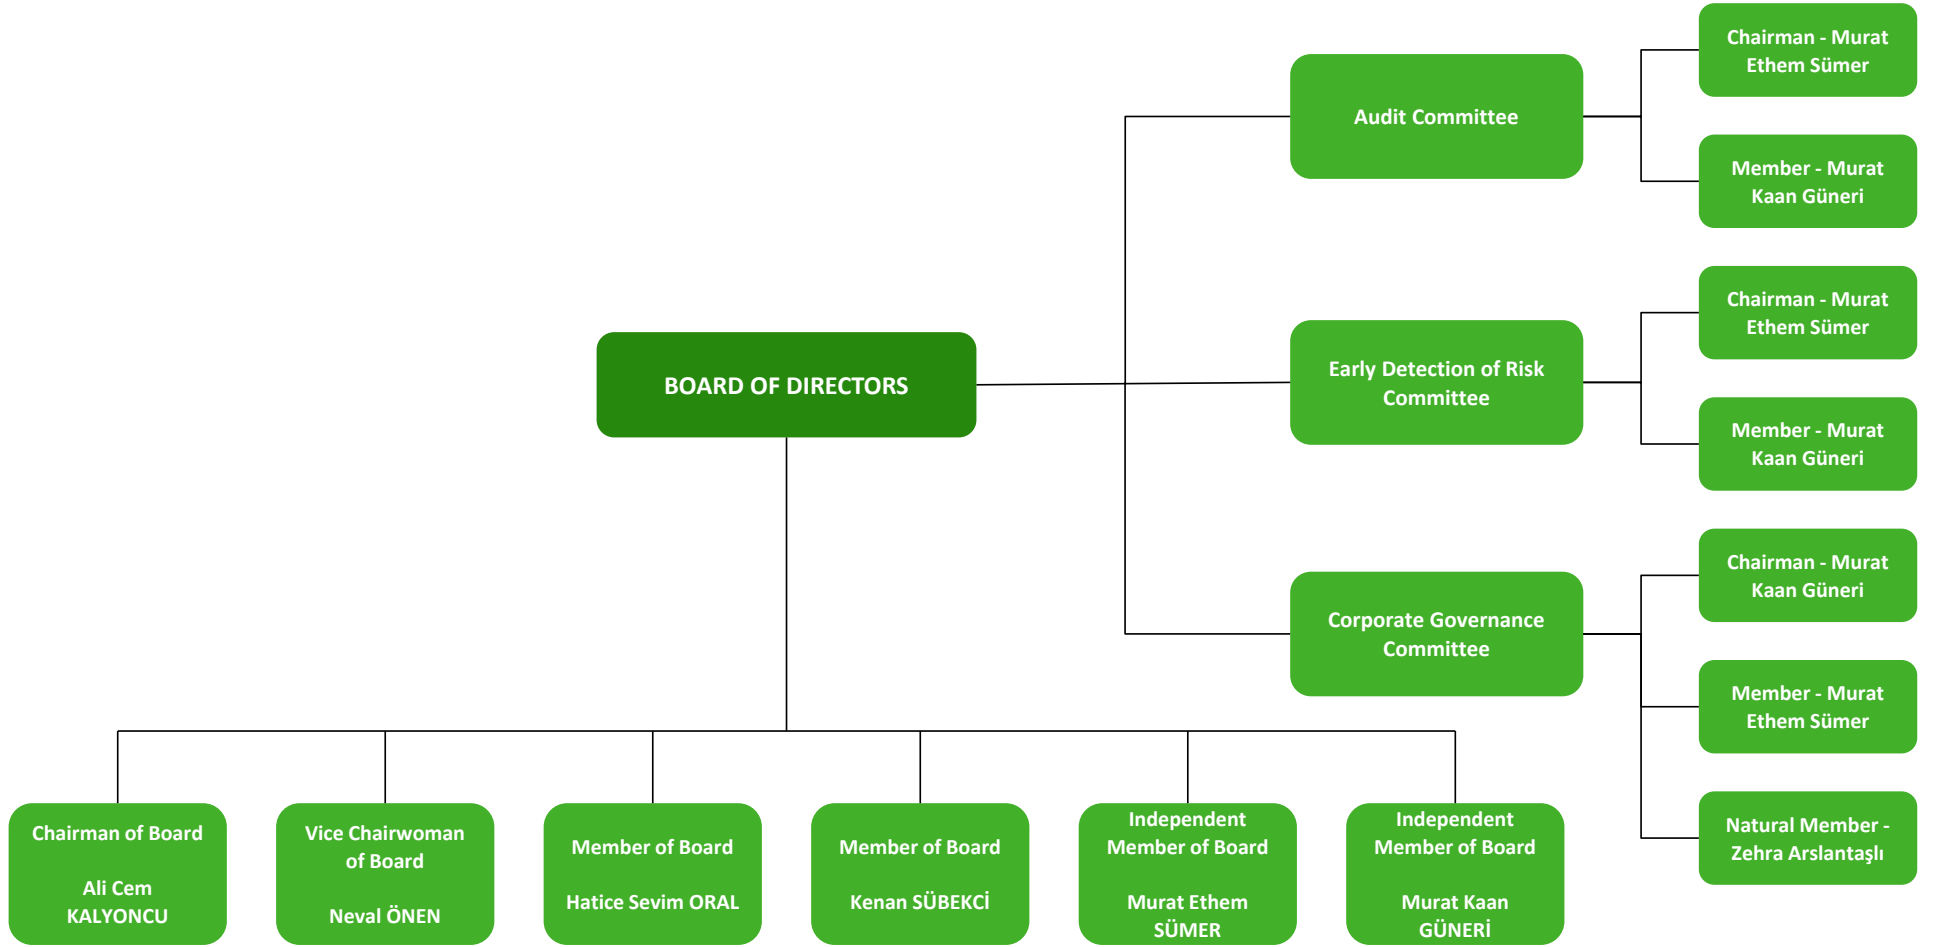 BOARD OF DIRECTORS
Audit Committee
Chairman - Murat
Ethem Sümer
Member - Murat
Kaan Güneri
Early Detection of Risk
Committee
Chairman - Murat
Ethem Sümer
Member - Murat
Kaan Güneri
Corporate Governance
Committee
Chairman - Murat
Kaan Güneri
Member - Murat
Ethem Sümer
Natural Member -
Zehra Arslantaşlı
Chairman of Board
Ali Cem
KALYONCU
Vice Chairwoman
of Board
Neval ÖNEN
Member of Board
Hatice Sevim ORAL
Member of Board
Kenan SÜBEKCİ
Independent
Member of Board
Murat Ethem
SÜMER
Independent
Member of Board
Murat Kaan
GÜNERİ